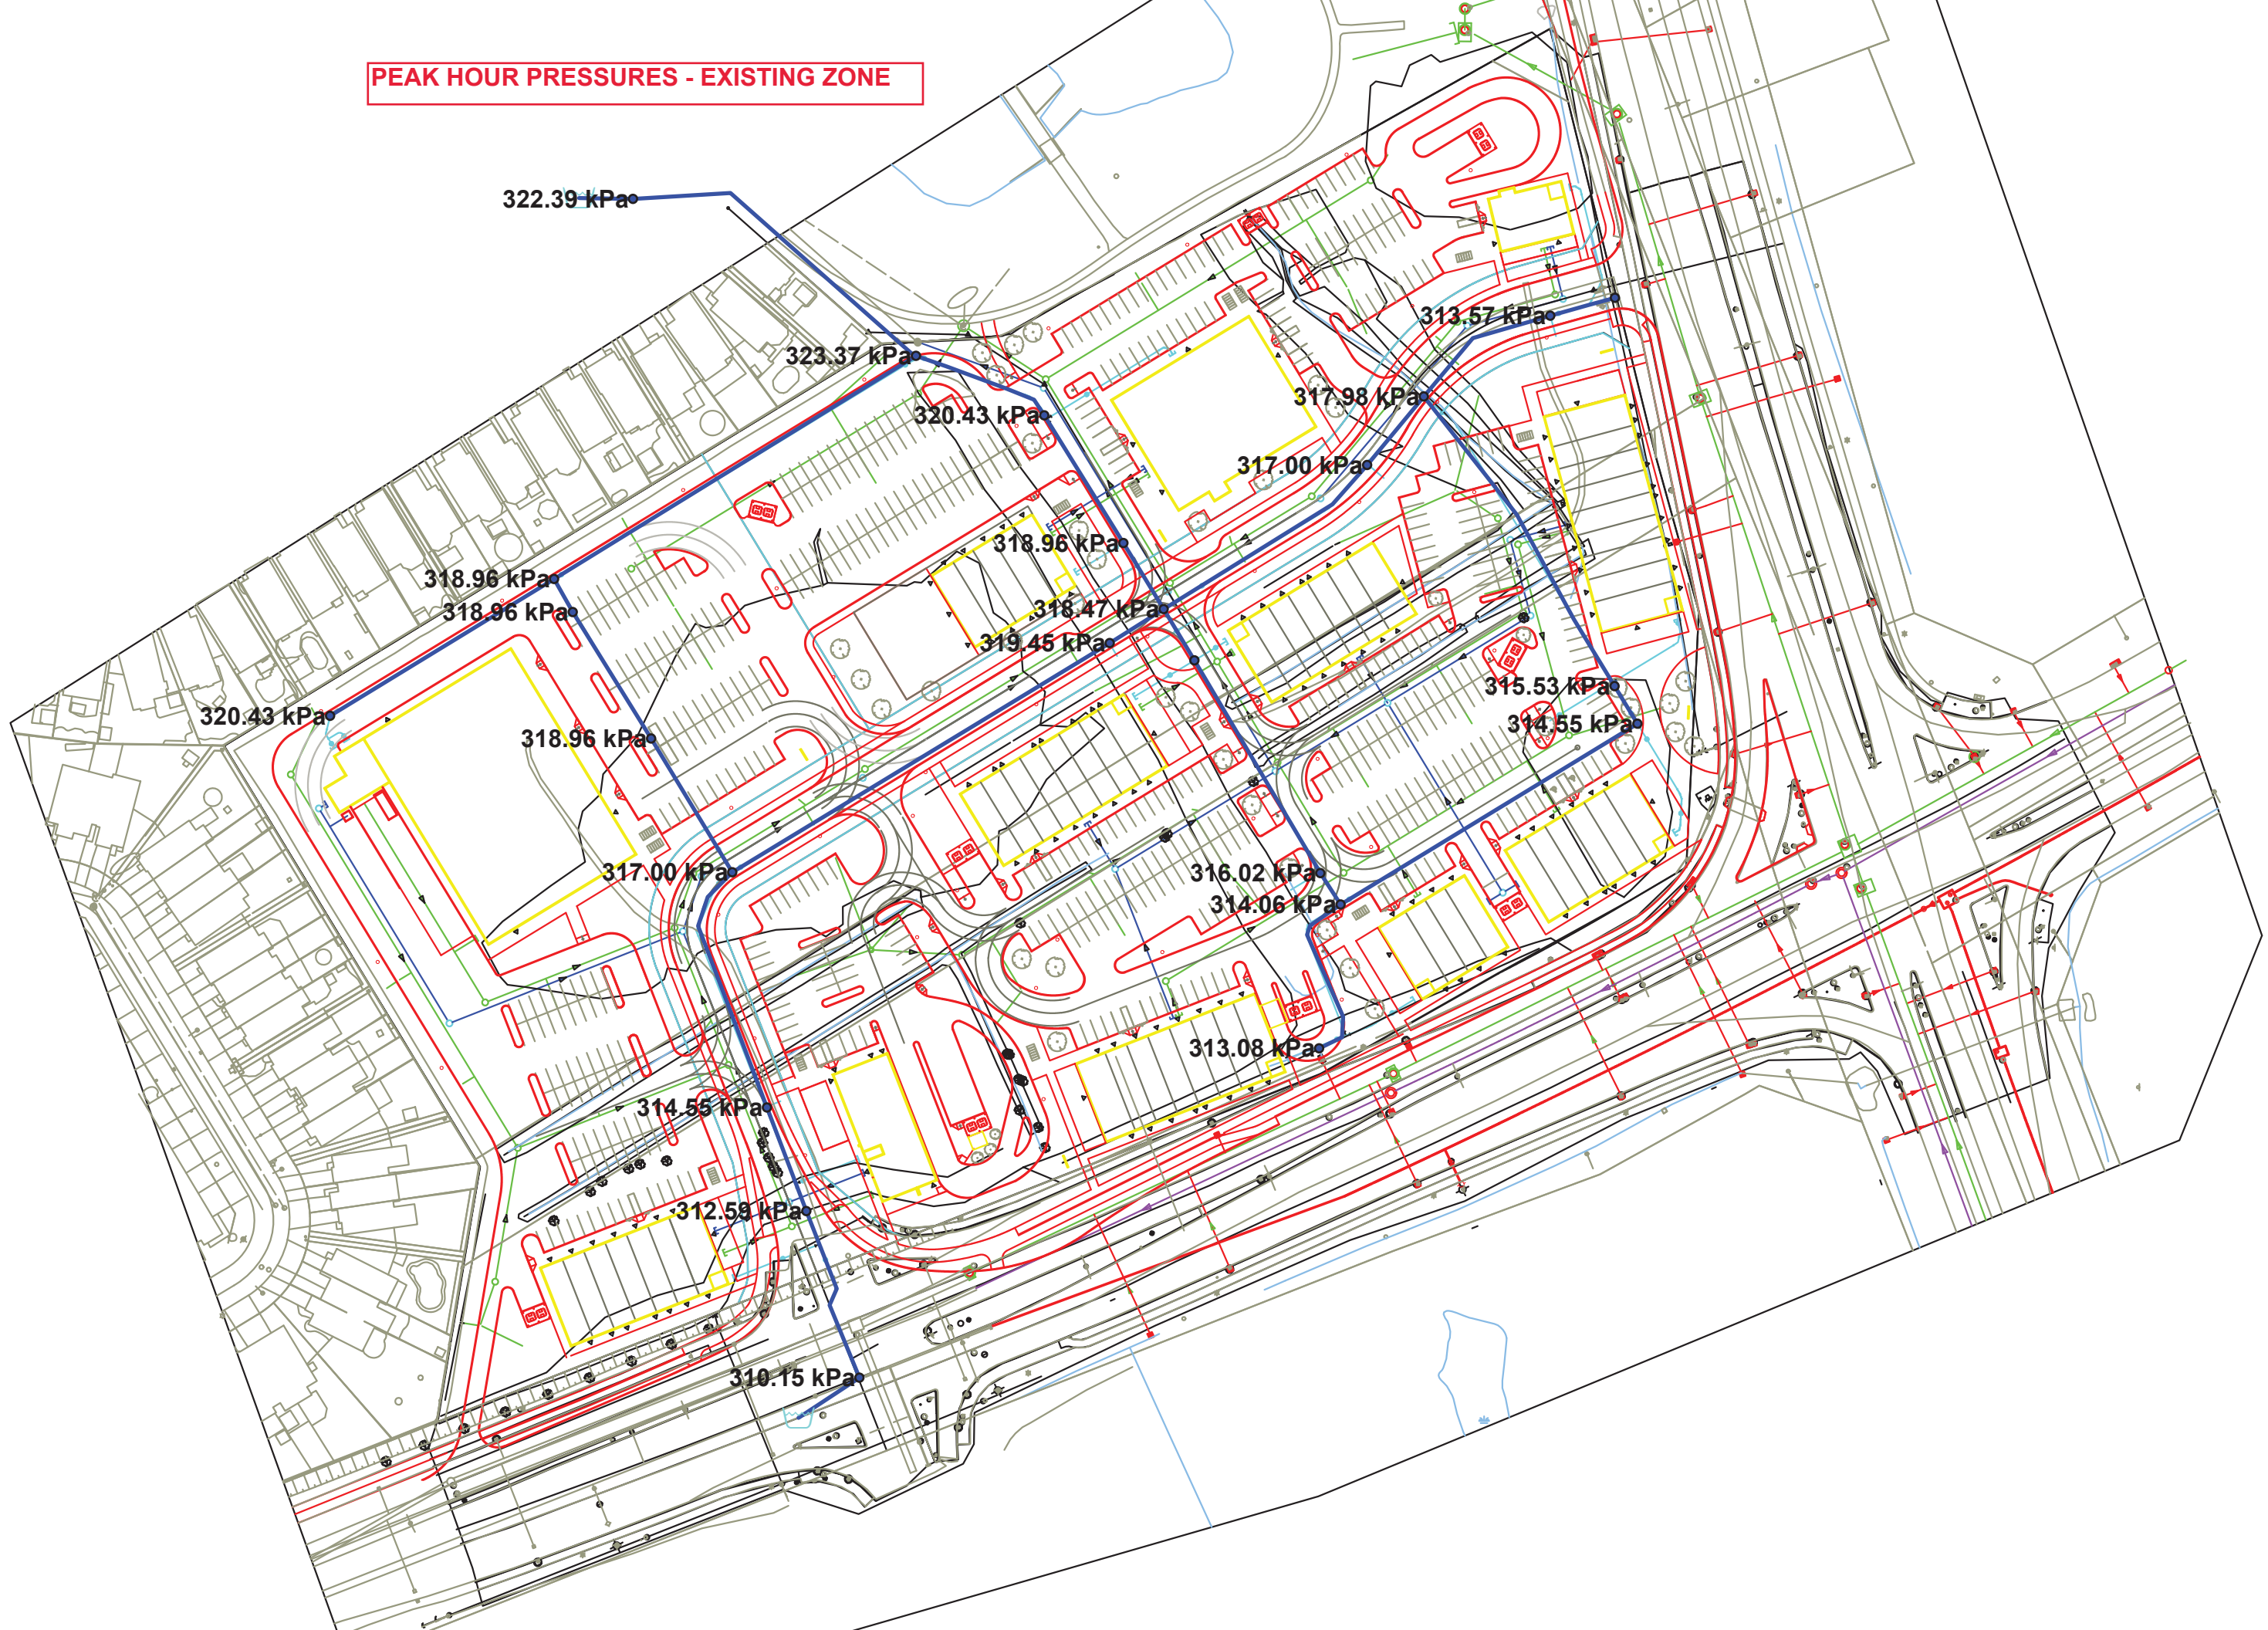 PEAK HOUR PRESSURES - EXISTING ZONE
322.39 kPa
313.57 kPa
323.37 kPa
317.98 kPa
320.43 kPa
317.00 kPa
318.96 kPa
318.96 kPa
318.96 kPa
318.47 kPa
319.45 kPa
315.53 kPa
320.43 kPa
314.55 kPa
318.96 kPa
317.00 kPa
316.02 kPa
314.06 kPa
313.08 kPa
314.55 kPa
312.59 kPa
310.15 kPa